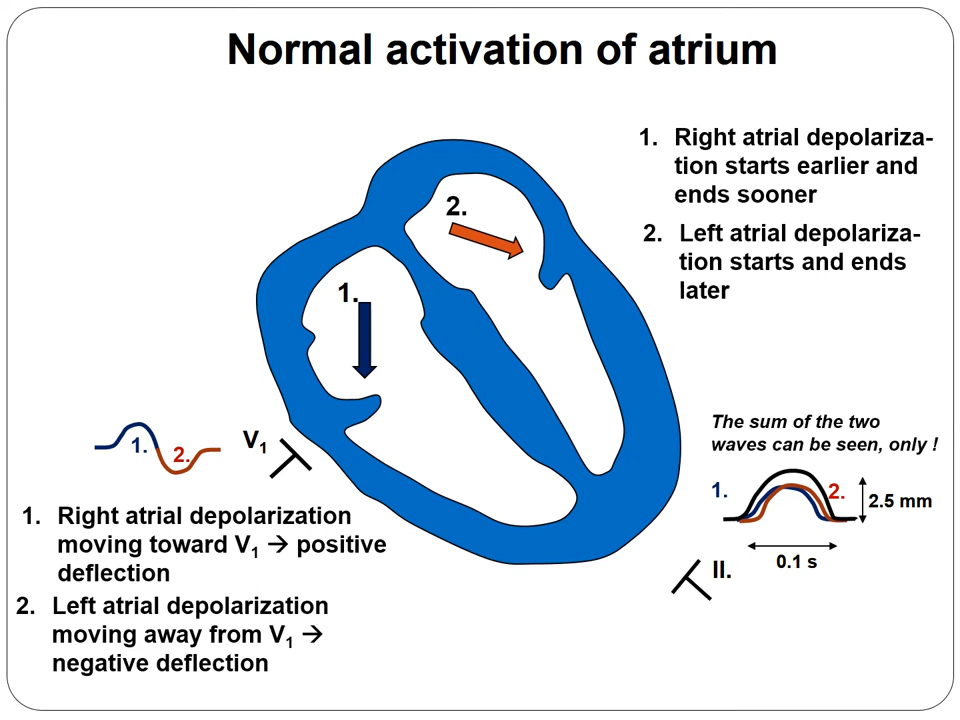 Normal activation of atrium
1. Right atrial depolariza-
tion starts earlier and
ends sooner
2. Left atrial depolariza-
tion starts and ends
later
2.
1.
The sum of the two
waves can be seen, only !
1.
2.
2.5 mm
0.1 s
II.
V1
1.
2.
1. Right atrial depolarization
moving toward V1 → positive
deflection
2. Left atrial depolarization
moving away from V1 →
negative deflection